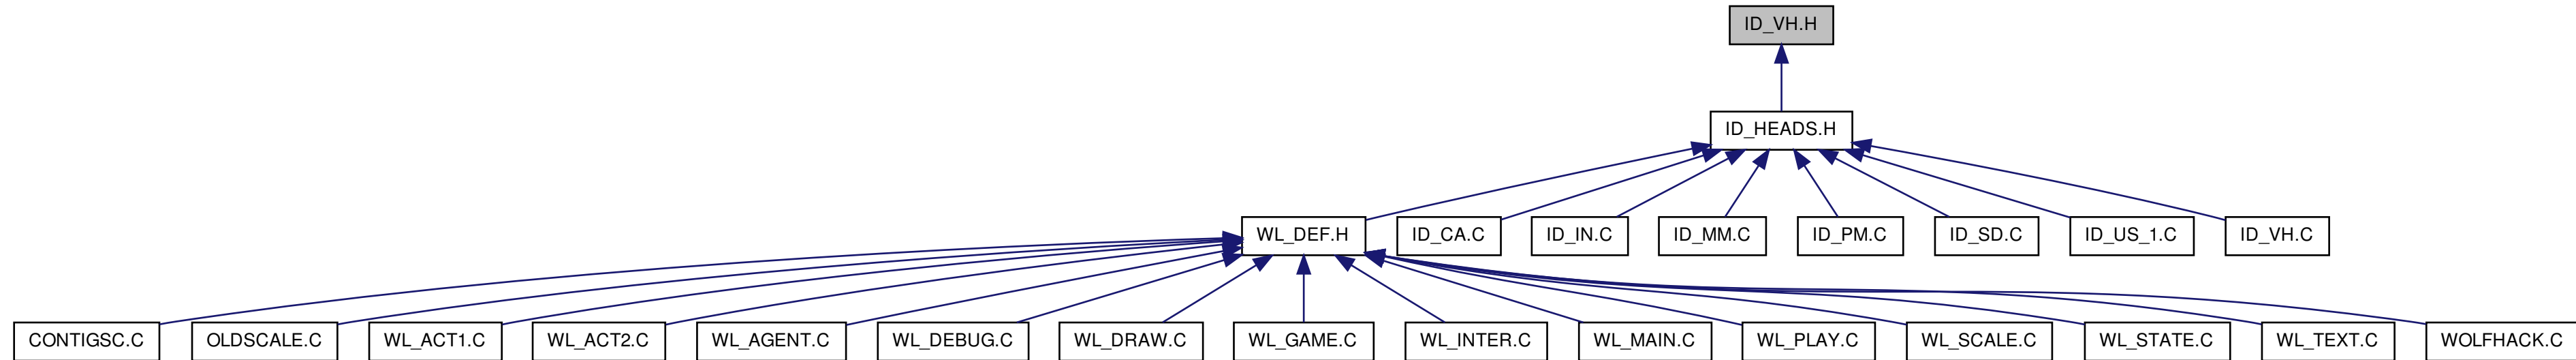 ID_VH.H
ID_HEADS.H
WL_DEF.H
ID_CA.C
ID_IN.C
ID_MM.C
ID_PM.C
ID_SD.C
ID_US_1.C
ID_VH.C
CONTIGSC.C
OLDSCALE.C
WL_ACT1.C
WL_ACT2.C
WL_AGENT.C
WL_DEBUG.C
WL_DRAW.C
WL_GAME.C
WL_INTER.C
WL_MAIN.C
WL_PLAY.C
WL_SCALE.C
WL_STATE.C
WL_TEXT.C
WOLFHACK.C